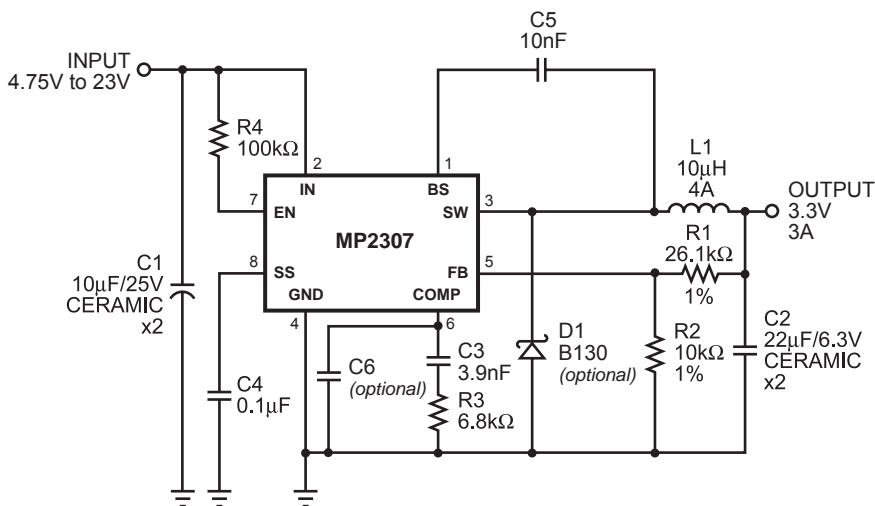 C5
10nF
INPUT
4.75V to 23V
R4
100kΩ
2
1
L1
10µH
4A
IN
BS
OUTPUT
3.3V
3A
7
EN
SW
3
MP2307
R1
26.1kΩ
1%
8
SS
FB
5
C1
10µF/25V
CERAMIC
x2
GND
COMP
4
6
D1
B130
(optional)
R2
10kΩ
1%
C2
22µF/6.3V
CERAMIC
x2
C3
3.9nF
C6
(optional)
C4
0.1µF
R3
6.8kΩ